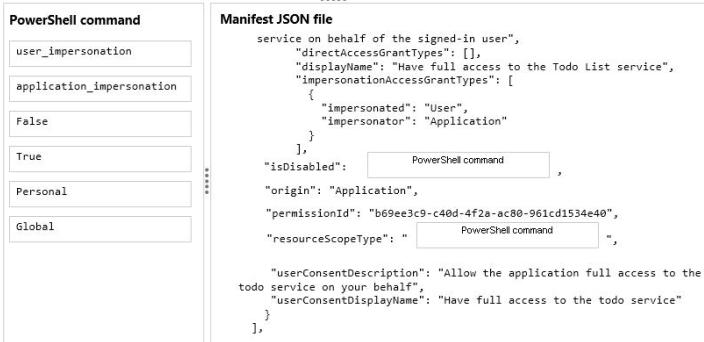 PowerShell command
user_impersonation
application_impersonation
False
True
Personal
Global
Manifest JSON file
service on behalf of the signed-in user",
"directAccessGrantTypes": [],
"displayName": "Have full access to the Todo List service",
"impersonationAccessGrantTypes": [
{
"impersonated": "User",
"impersonator": "Application"
}
],
"isDisabled": PowerShell command ,
"origin": "Application",
"permissionId": "b69ee3c9-c40d-4f2a-ac80-961cd1534e40",
"resourceScopeType": " PowerShell command ",
"userConsentDescription": "Allow the application full access to the
todo service on your behalf",
"userConsentDisplayName": "Have full access to the todo service"
}
],